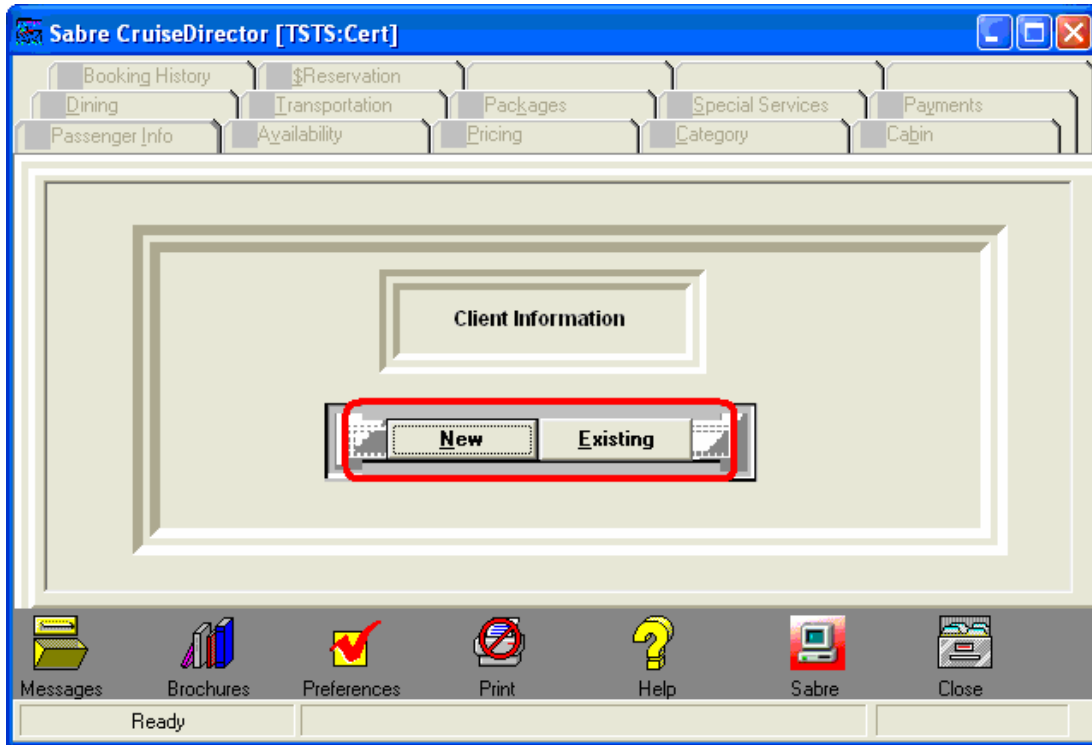 Sabre CruiseDirector [TSTS:Cert]
Booking History $Reservation
Dining Transportation Packages Special Services Payments
Passenger Info Availability Pricing Category Cabin
Client Information
New Existing
Messages Brochures Preferences Print Help Sabre Close
Ready